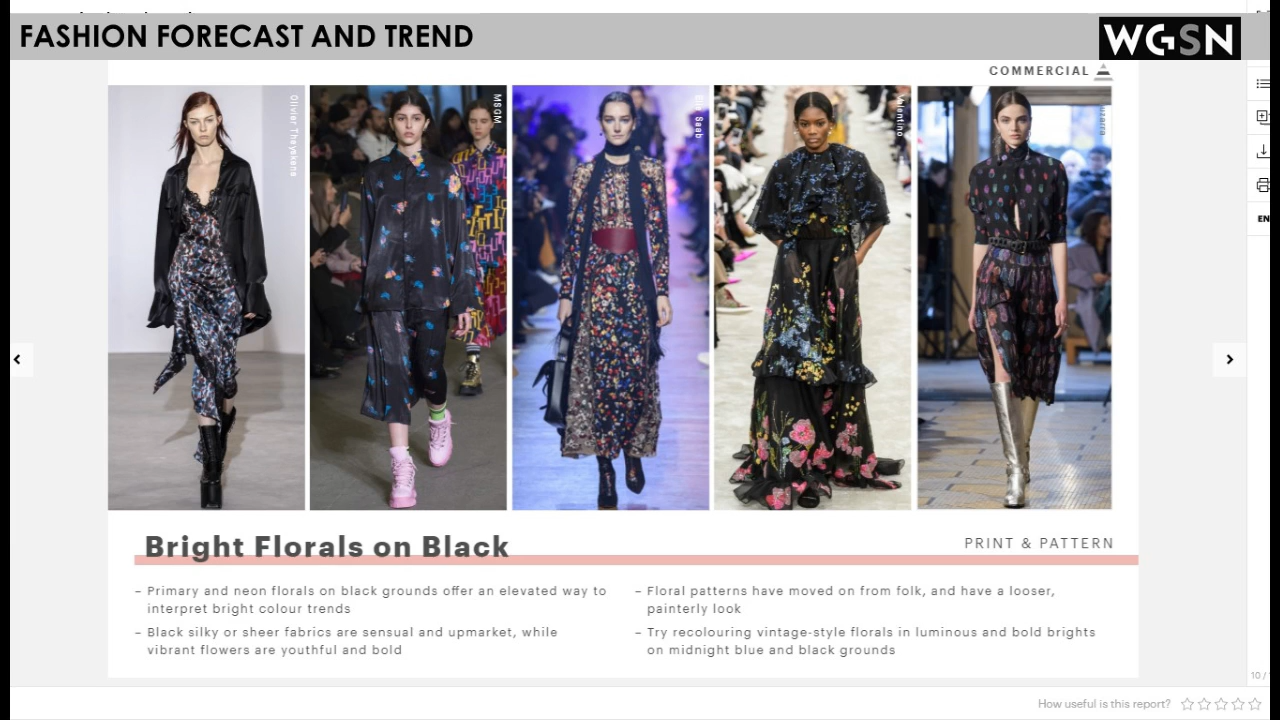 FASHION FORECAST AND TREND
WGSN
COMMERCIAL
Olivier Theyskens
MSGM
Elie Saab
Valentino
EN
Bright Florals on Black
PRINT & PATTERN
– Primary and neon florals on black grounds offer an elevated way to
interpret bright colour trends
– Black silky or sheer fabrics are sensual and upmarket, while
vibrant flowers are youthful and bold
– Floral patterns have moved on from folk, and have a looser,
painterly look
– Try recolouring vintage-style florals in luminous and bold brights
on midnight blue and black grounds
10 /
How useful is this report?